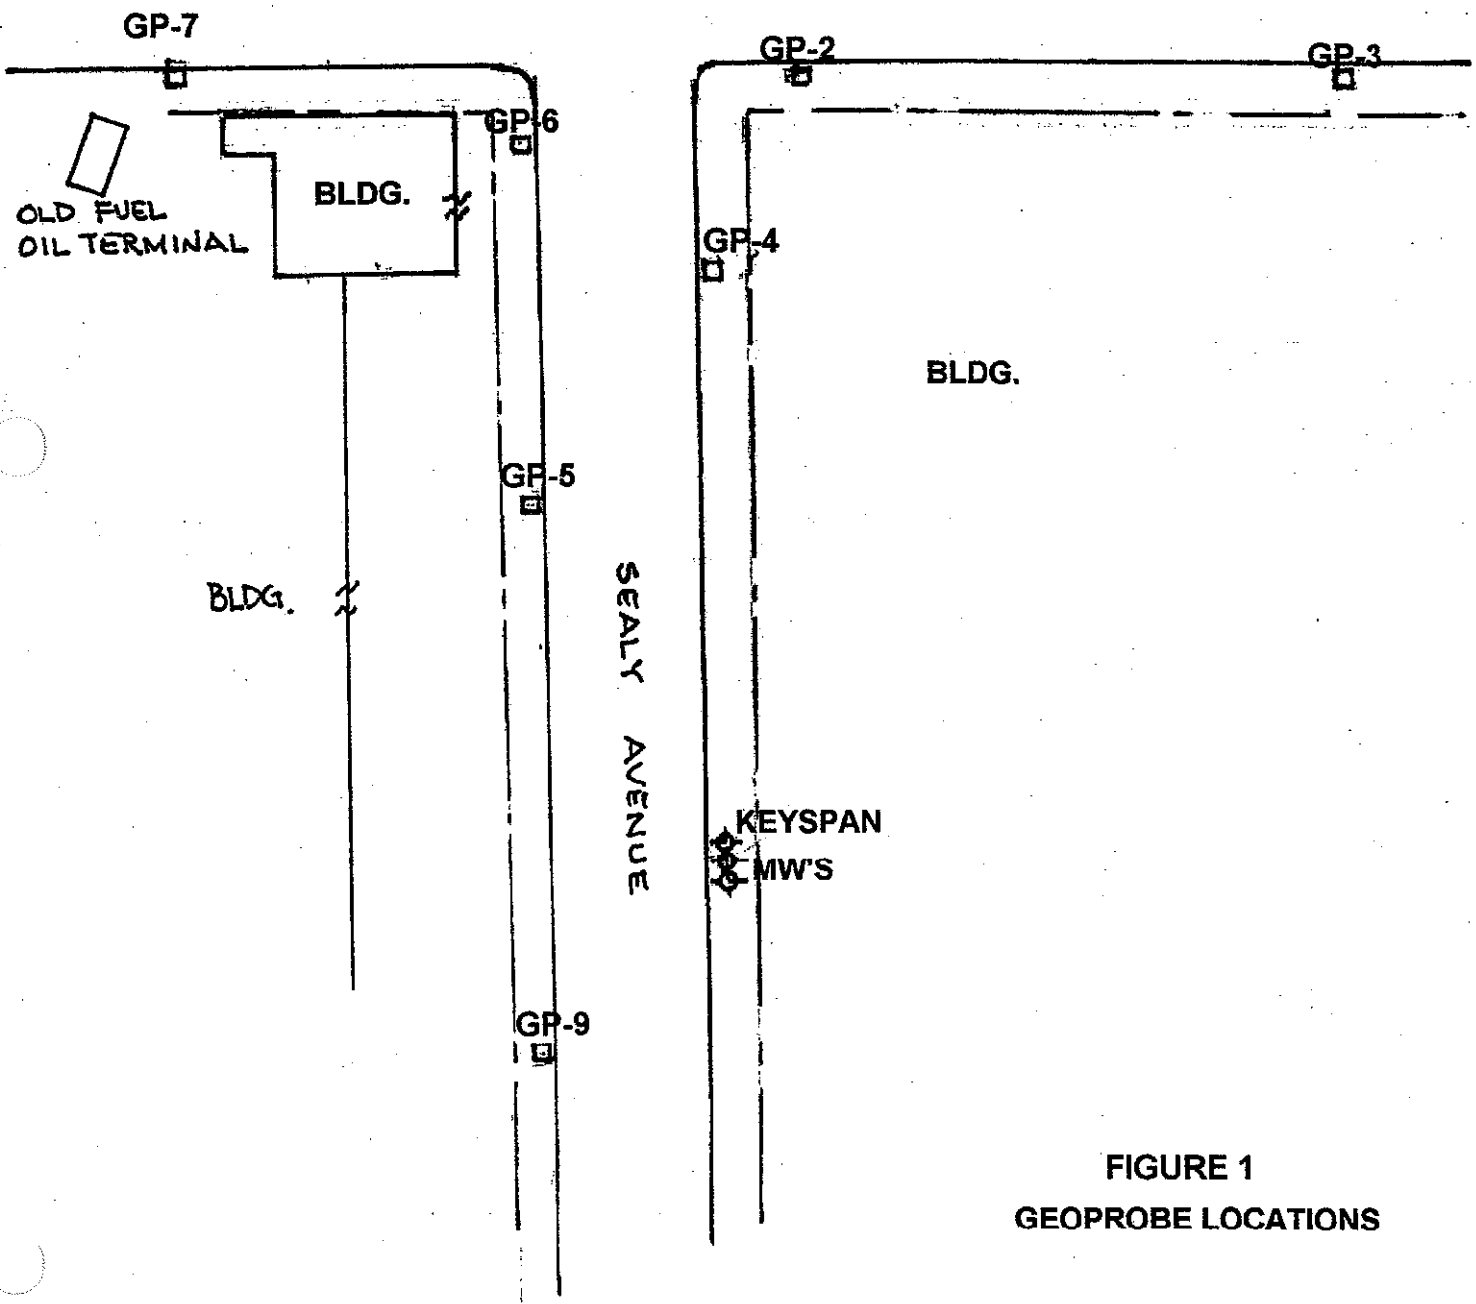 GP-7
GP-2
GP-3
GP-6
BLDG.
OLD FUEL
OIL TERMINAL
GP-4
BLDG.
GP-5
BLDG.
SEALY AVENUE
KEYSPAN
MW'S
GP-9
FIGURE 1
GEOPROBE LOCATIONS